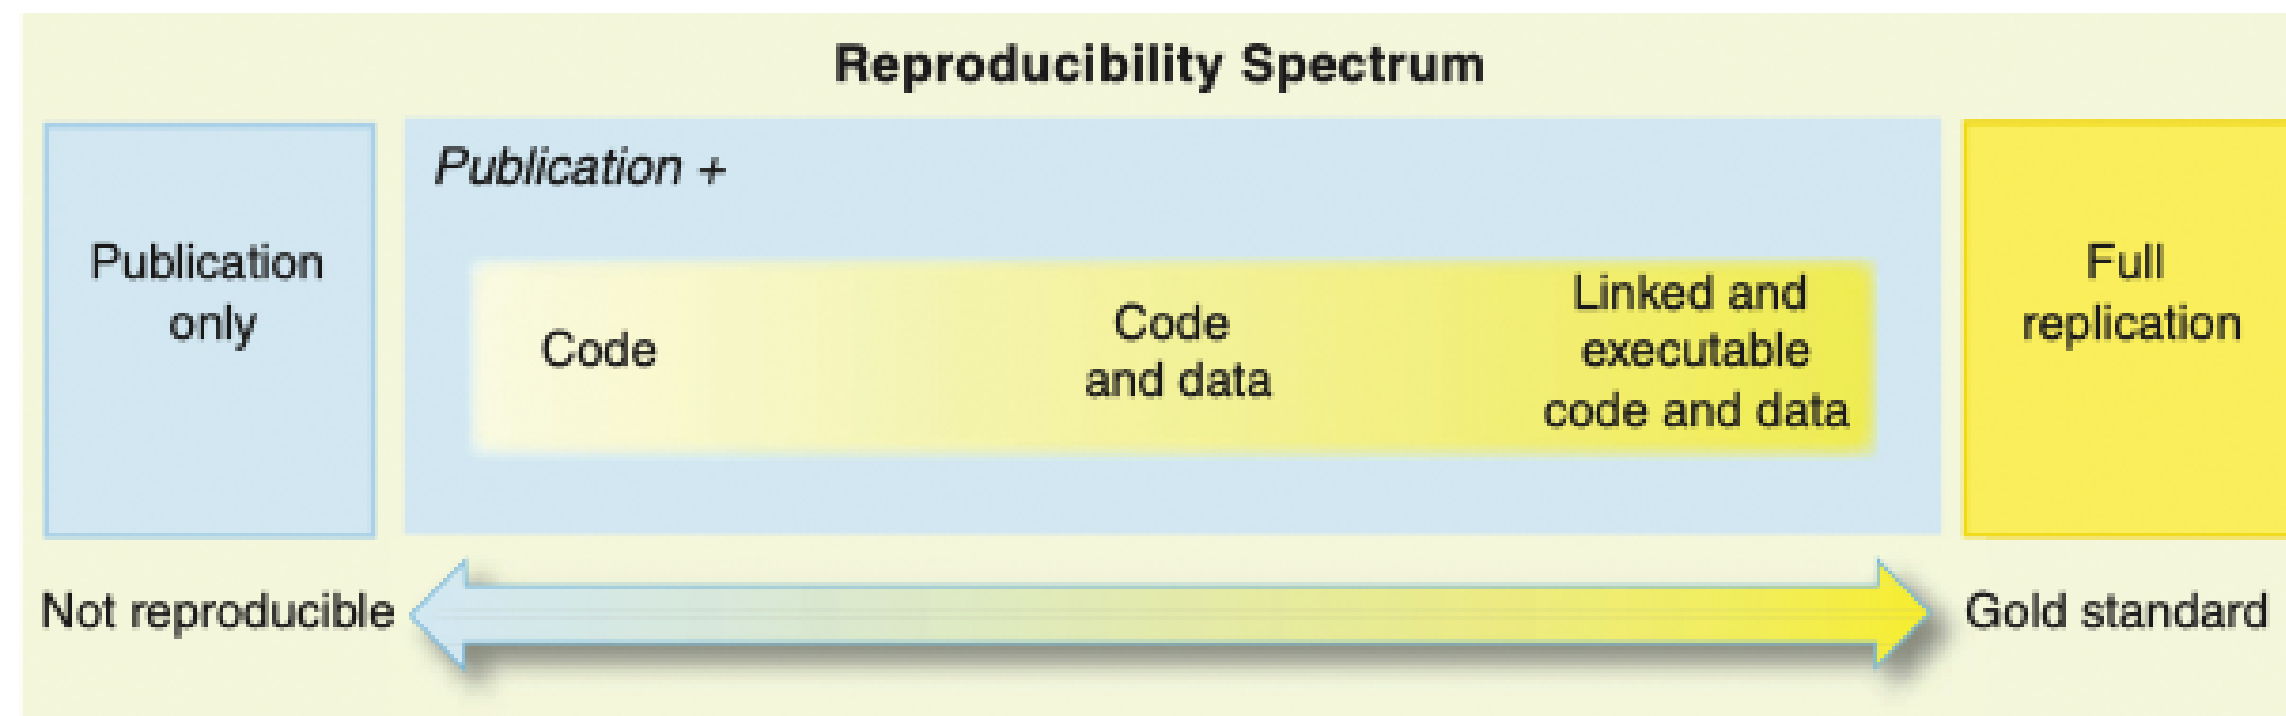 Reproducibility Spectrum
Publication
only
Publication +
Code
Code
and data
Linked and
executable
code and data
Full
replication
Not reproducible
Gold standard